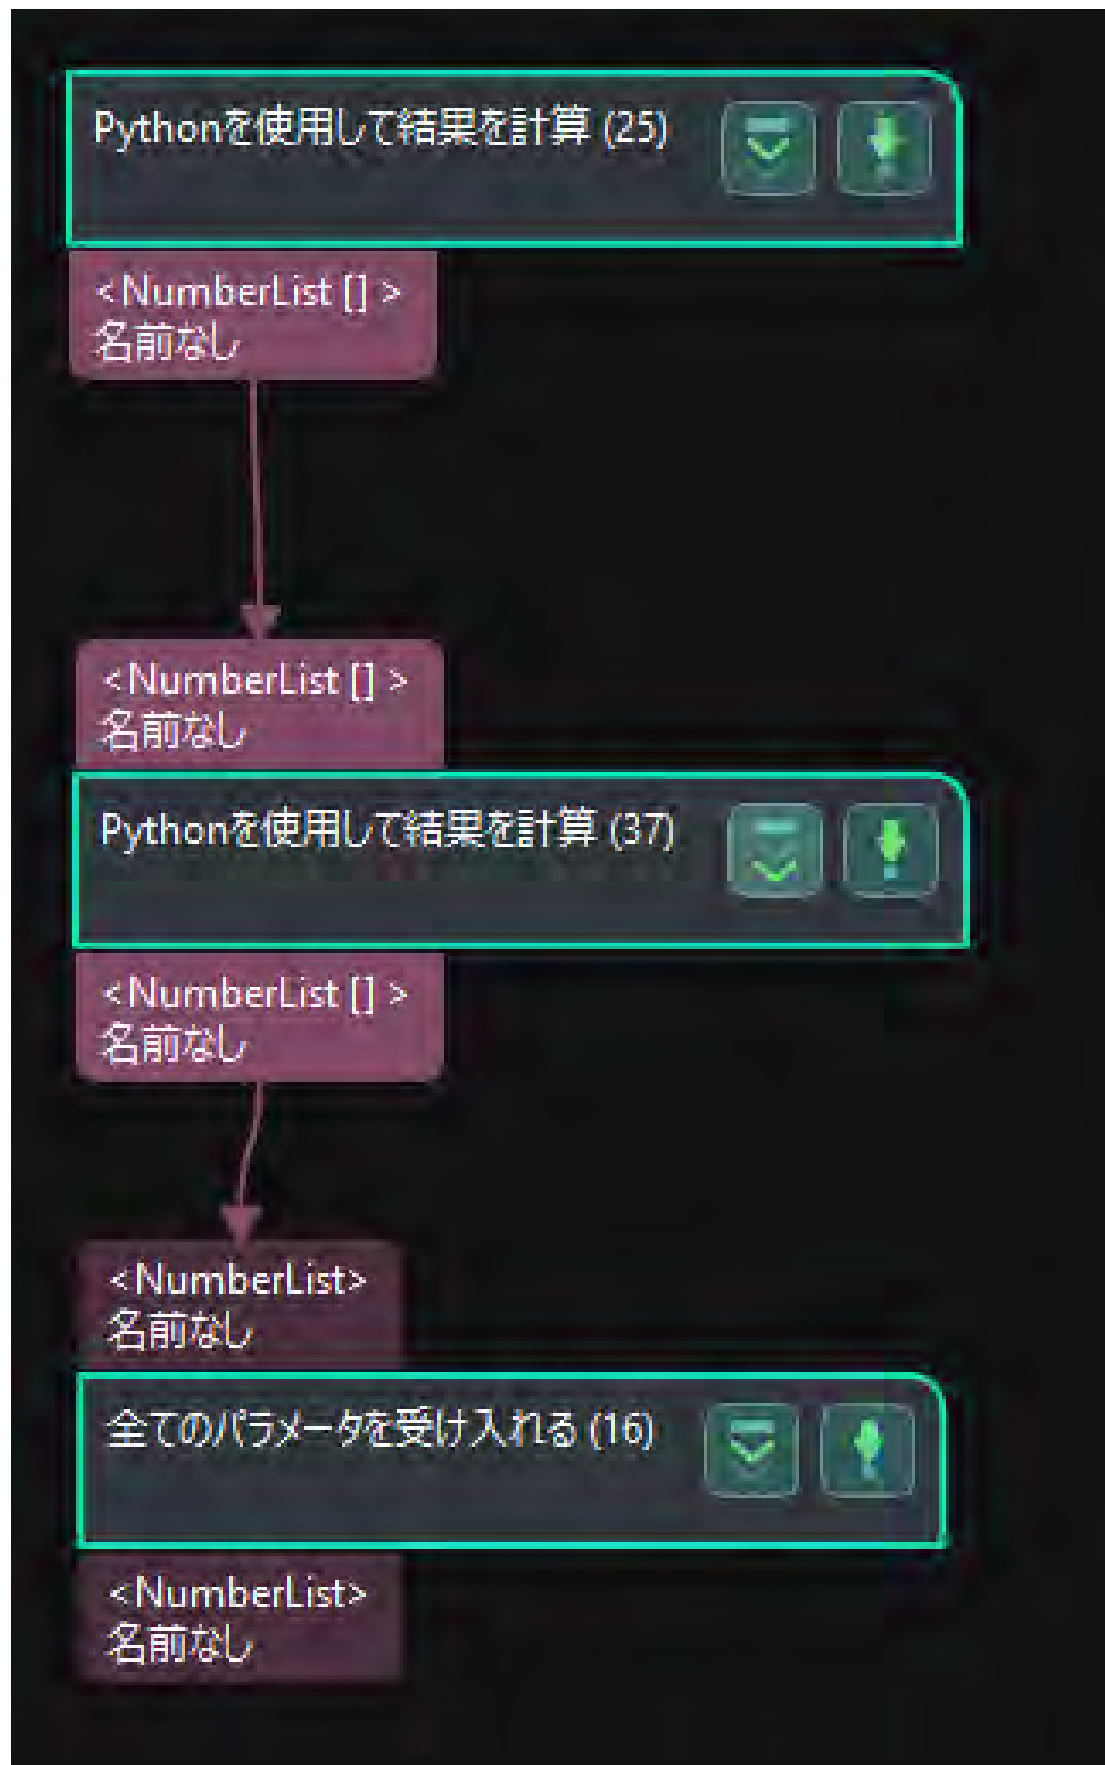 Pythonを使用して結果を計算 (25)
<NumberList [] >
名前なし
<NumberList [] >
名前なし
Pythonを使用して結果を計算 (37)
<NumberList [] >
名前なし
<NumberList>
名前なし
全てのパラメータを受け入れる (16)
<NumberList>
名前なし